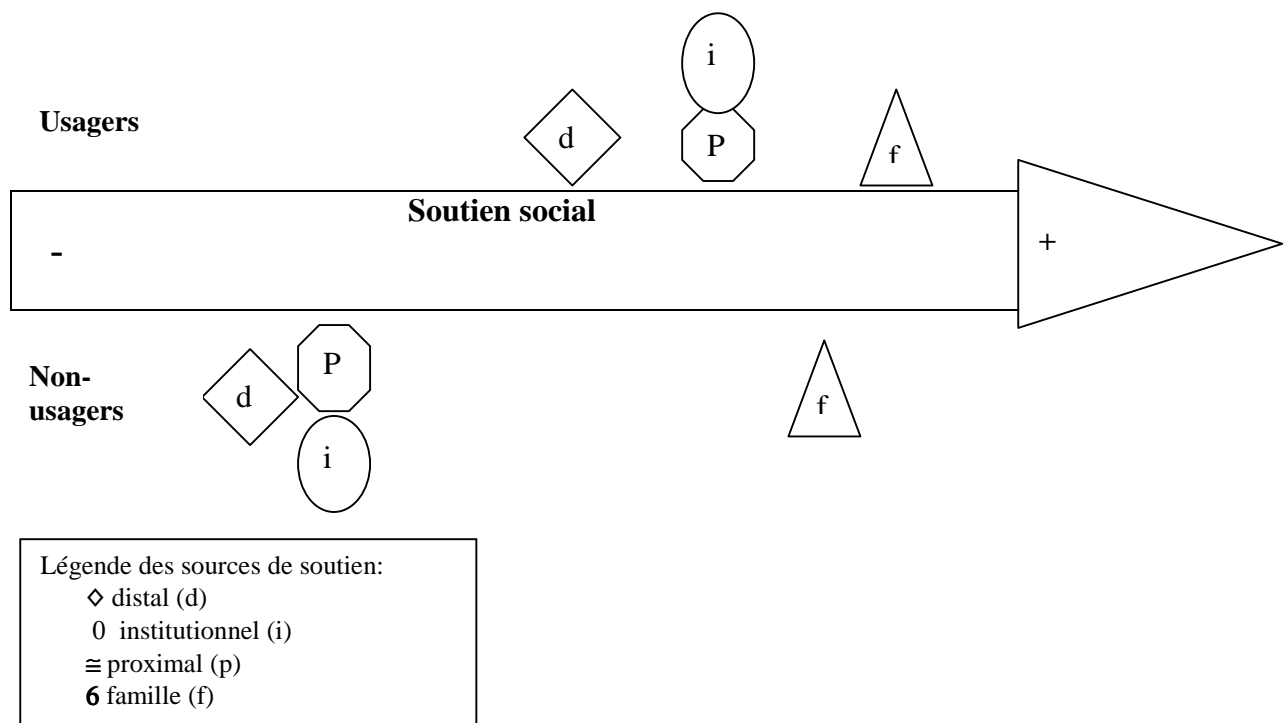 i
Usagers
d
P
f
Soutien social
-
+
P
Non-
usagers
d
f
i
Légende des sources de soutien:
◊ distal (d)
0 institutionnel (i)
≅ proximal (p)
6 famille (f)